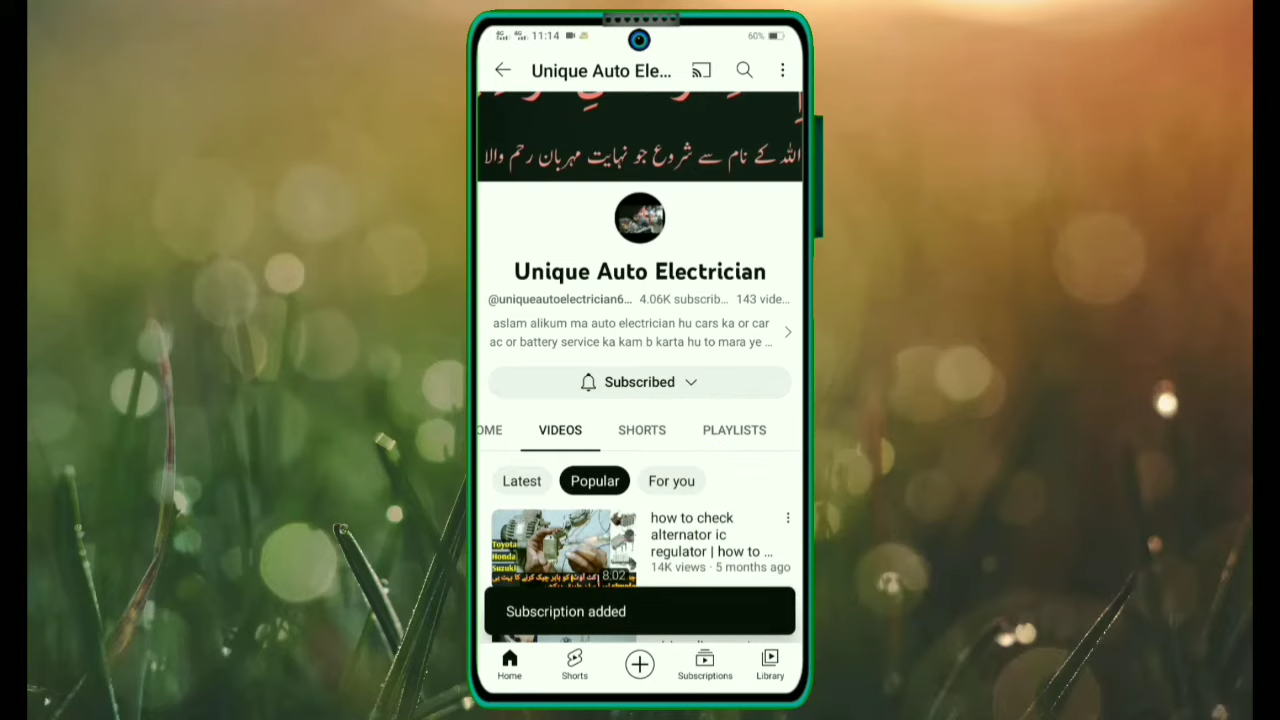 11:14
60%
Unique Auto Ele...
اللہ کے نام سے شروع جو نہایت مہربان رحم والا
Unique Auto Electrician
@uniqueautoelectrician6... 4.06K subscrib... 143 vide...
aslam alikum ma auto electrician hu cars ka or car
ac or battery service ka kam b karta hu to mara ye ...
Subscribed
OME VIDEOS SHORTS PLAYLISTS
Latest Popular For you
Toyota
Honda
Suzuki
8:02
how to check
alternator ic
regulator | how to ...
14K views · 5 months ago
Subscription added
Home Shorts Subscriptions Library